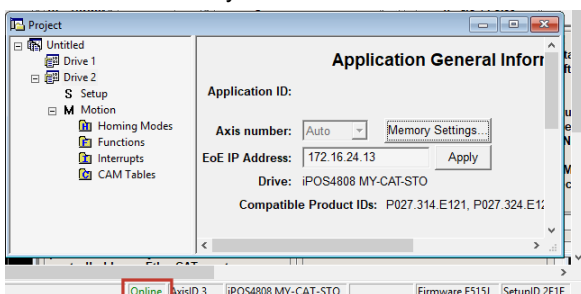 Project
Untitled
Drive 1
Drive 2
S Setup
M Motion
Homing Modes
Functions
Interrupts
CAM Tables
Application General Inforr
Application ID:
Axis number: Auto Memory Settings...
EoE IP Address: 172.16.24.13 Apply
Drive: iPOS4808 MY-CAT-STO
Compatible Product IDs: P027.314.E121, P027.324.E12
Online AxisID 3 iPOS4808 MY-CAT-STO Firmware F515I SetupID 2F1F